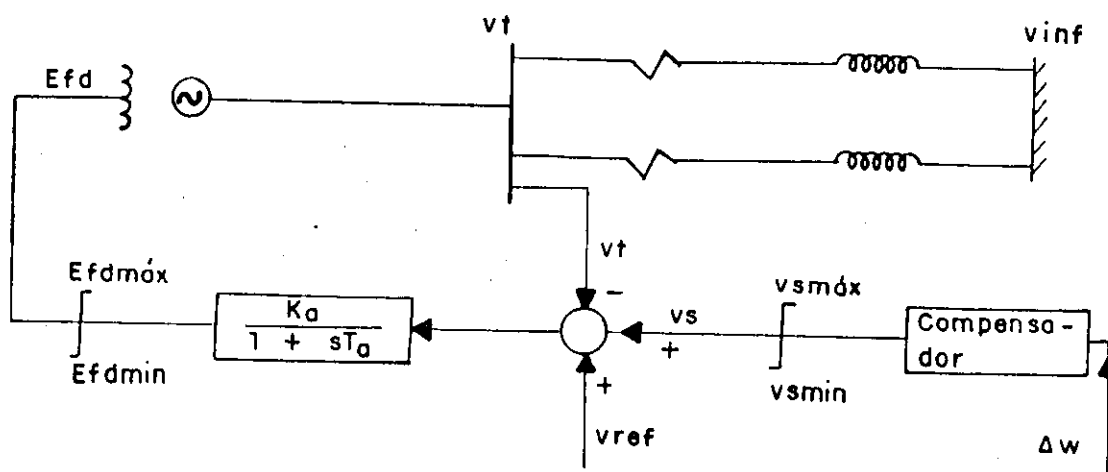 vt
vinf
Efd
vt
Efdmáx
vsmáx
-
Ka
1 + sTa
vs
+
Compensa-
dor
Efdmin
+
vsmin
vref
Δw